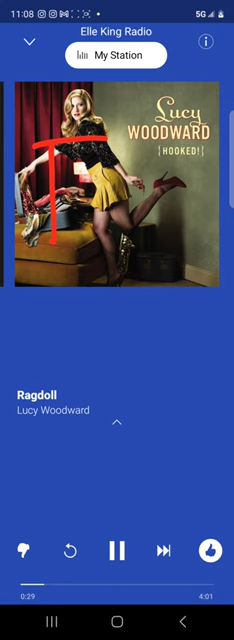 11:08
5G
Elle King Radio
My Station
Lucy
WOODWARD
{HOOKED!}
Ragdoll
Lucy Woodward
0:29
4:01